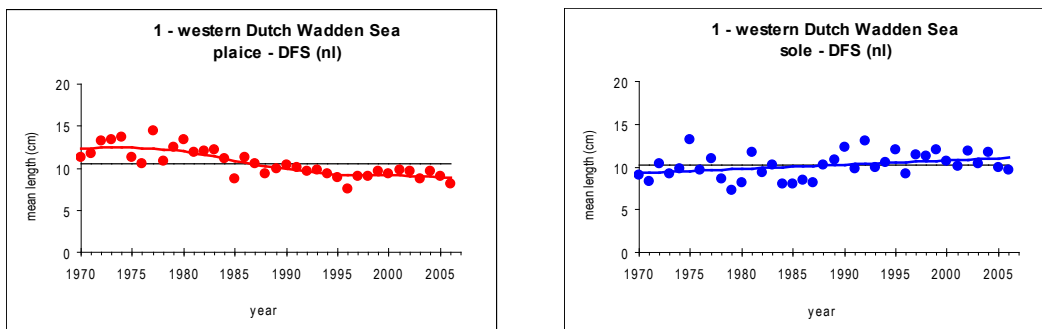 1 - western Dutch Wadden Sea
plaice - DFS (nl)
20
15
10
5
0
mean length (cm)
1970 1975 1980 1985 1990 1995 2000 2005
year
1 - western Dutch Wadden Sea
sole - DFS (nl)
20
15
10
5
0
mean length (cm)
1970 1975 1980 1985 1990 1995 2000 2005
year